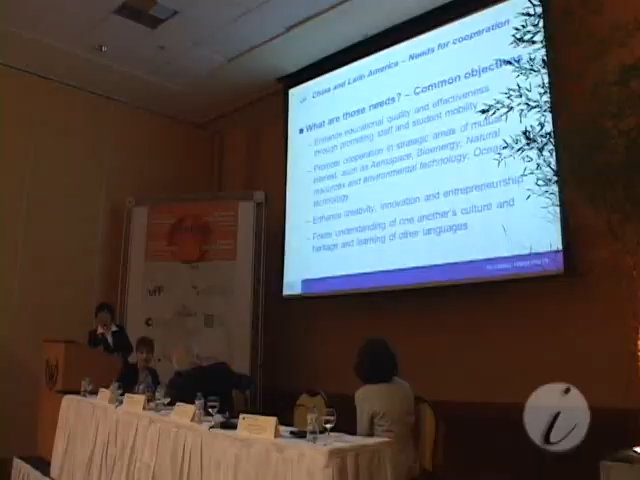 China and Latin America – Needs for cooperation
What are those needs? – Common
– Enhance educational quality and effectiveness
through promoting staff and student mobility
– Promote cooperation in strategic areas of
interest, such as Aerospace, Bioenergy, Natural
resources and environmental technology, Ocean
technology
– Enhance creativity, innovation and entrepreneurship
– Foster understanding of one another's culture and
heritage and learning of other languages
uff
i